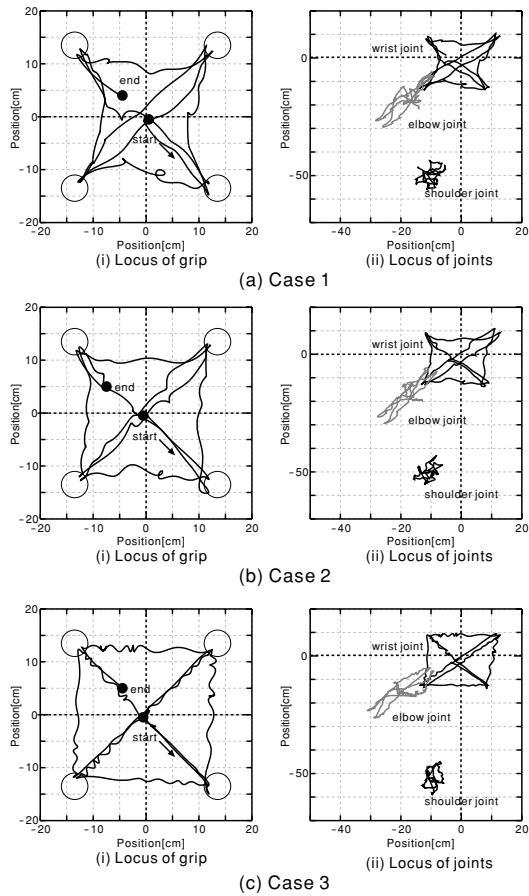 20
10
0
-10
-20
Position[cm]
end
start
-20 -10 0 10 20
Position[cm]
(i) Locus of grip
0
-50
Position[cm]
wrist joint
elbow joint
shoulder joint
-40 -20 0 20
Position[cm]
(ii) Locus of joints
(a) Case 1
20
10
0
-10
-20
Position[cm]
end
start
-20 -10 0 10 20
Position[cm]
(i) Locus of grip
0
-50
Position[cm]
wrist joint
elbow joint
shoulder joint
-40 -20 0 20
Position[cm]
(ii) Locus of joints
(b) Case 2
20
10
0
-10
-20
Position[cm]
end
start
-20 -10 0 10 20
Position[cm]
(i) Locus of grip
0
-50
Position[cm]
wrist joint
elbow joint
shoulder joint
-40 -20 0 20
Position[cm]
(ii) Locus of joints
(c) Case 3